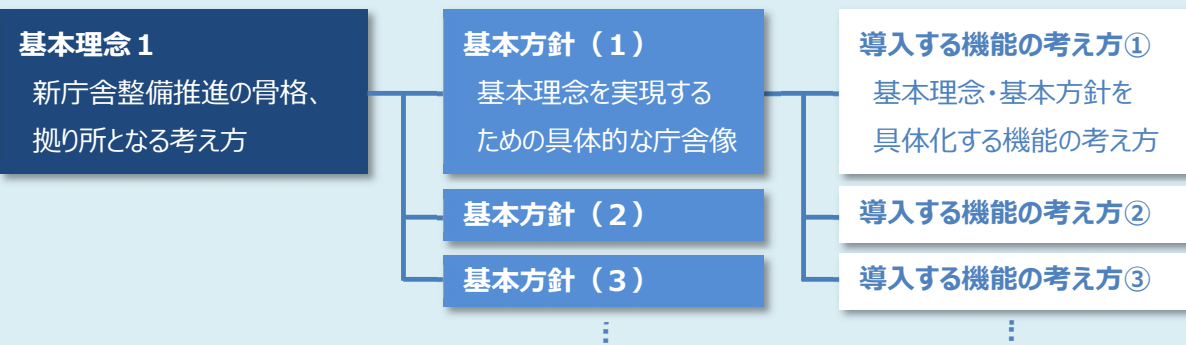 基本理念１
新庁舎整備推進の骨格、
拠り所となる考え方
基本方針（１）
基本理念を実現する
ための具体的な庁舎像
基本方針（２）
基本方針（３）
導入する機能の考え方①
基本理念・基本方針を
具体化する機能の考え方
導入する機能の考え方②
導入する機能の考え方③